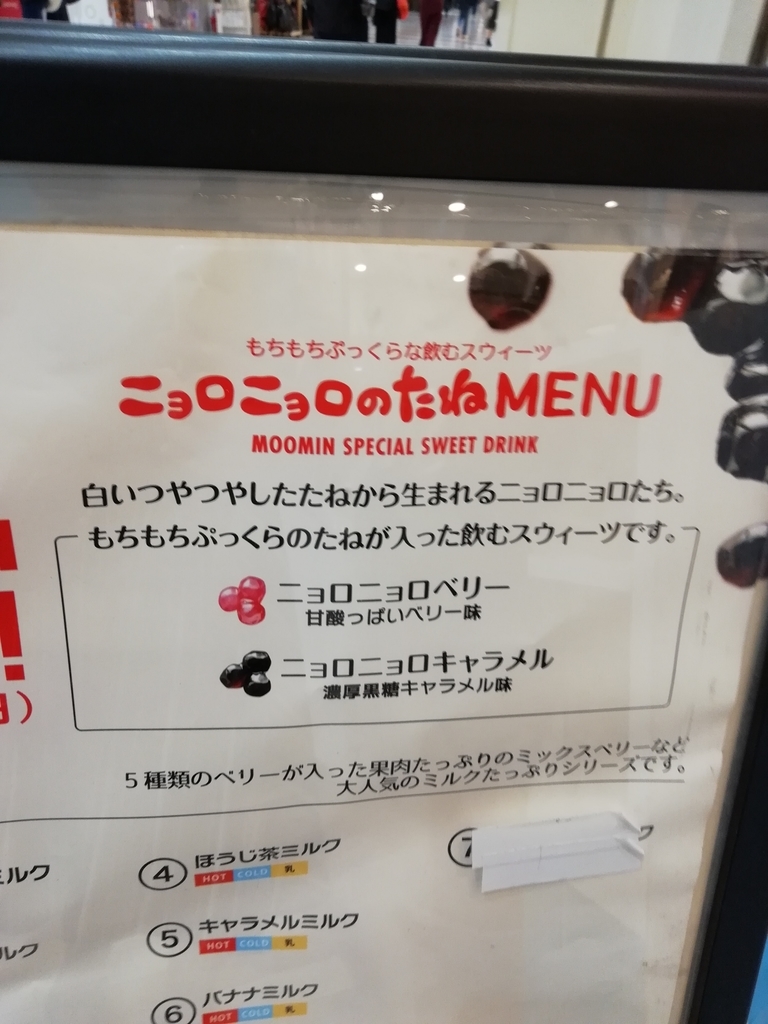 もちもちぷっくらな飲むスウィーツ
ニョロニョロのたねMENU
MOOMIN SPECIAL SWEET DRINK
白いつやつやしたたねから生まれるニョロニョロたち。
もちもちぷっくらのたねが入った飲むスウィーツです。
ニョロニョロベリー
甘酸っぱいベリー味
ニョロニョロキャラメル
濃厚黒糖キャラメル味
5種類のベリーが入った果肉たっぷりのミックスベリーなど
大人気のミルクたっぷりシリーズです。
ミルク
④ ほうじ茶ミルク
HOT COLD 乳
⑦
⑤ キャラメルミルク
HOT COLD 乳
ルク
⑥ バナナミルク
HOT COLD 乳